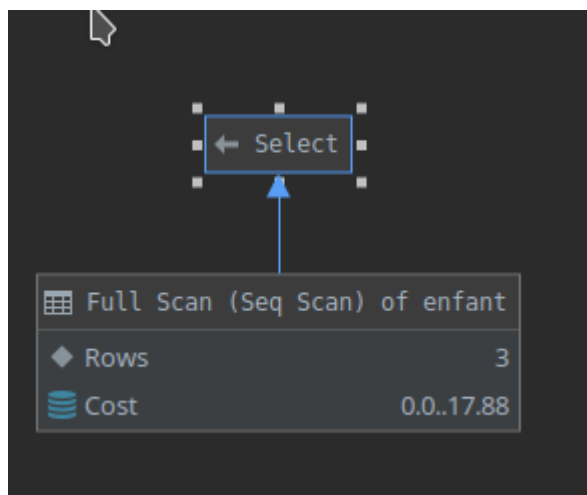 Select
Full Scan (Seq Scan) of enfant
Rows 3
Cost 0.0..17.88